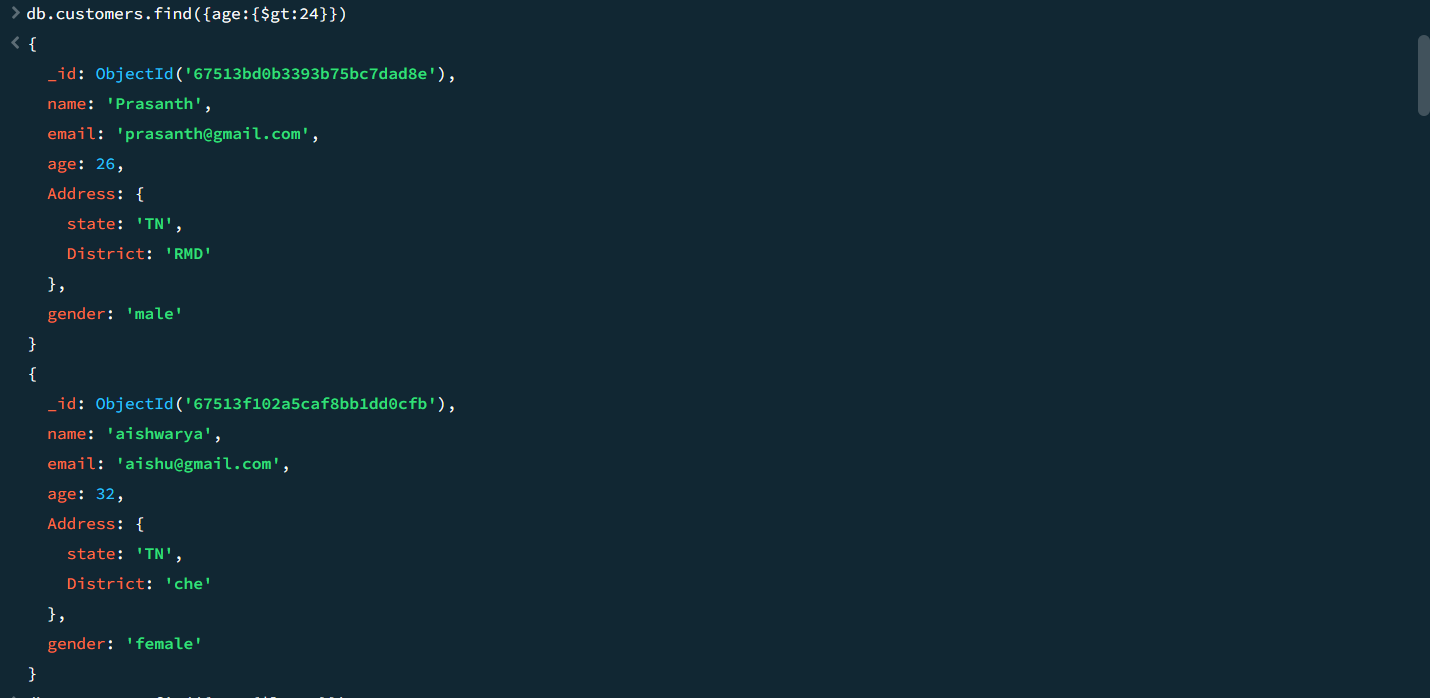 > db.customers.find({age:{$gt:24}})
< {
_id: ObjectId('67513bd0b3393b75bc7dad8e'),
name: 'Prasanth',
email: 'prasanth@gmail.com',
age: 26,
Address: {
state: 'TN',
District: 'RMD'
},
gender: 'male'
}
{
_id: ObjectId('67513f102a5caf8bb1dd0cfb'),
name: 'aishwarya',
email: 'aishu@gmail.com',
age: 32,
Address: {
state: 'TN',
District: 'che'
},
gender: 'female'
}